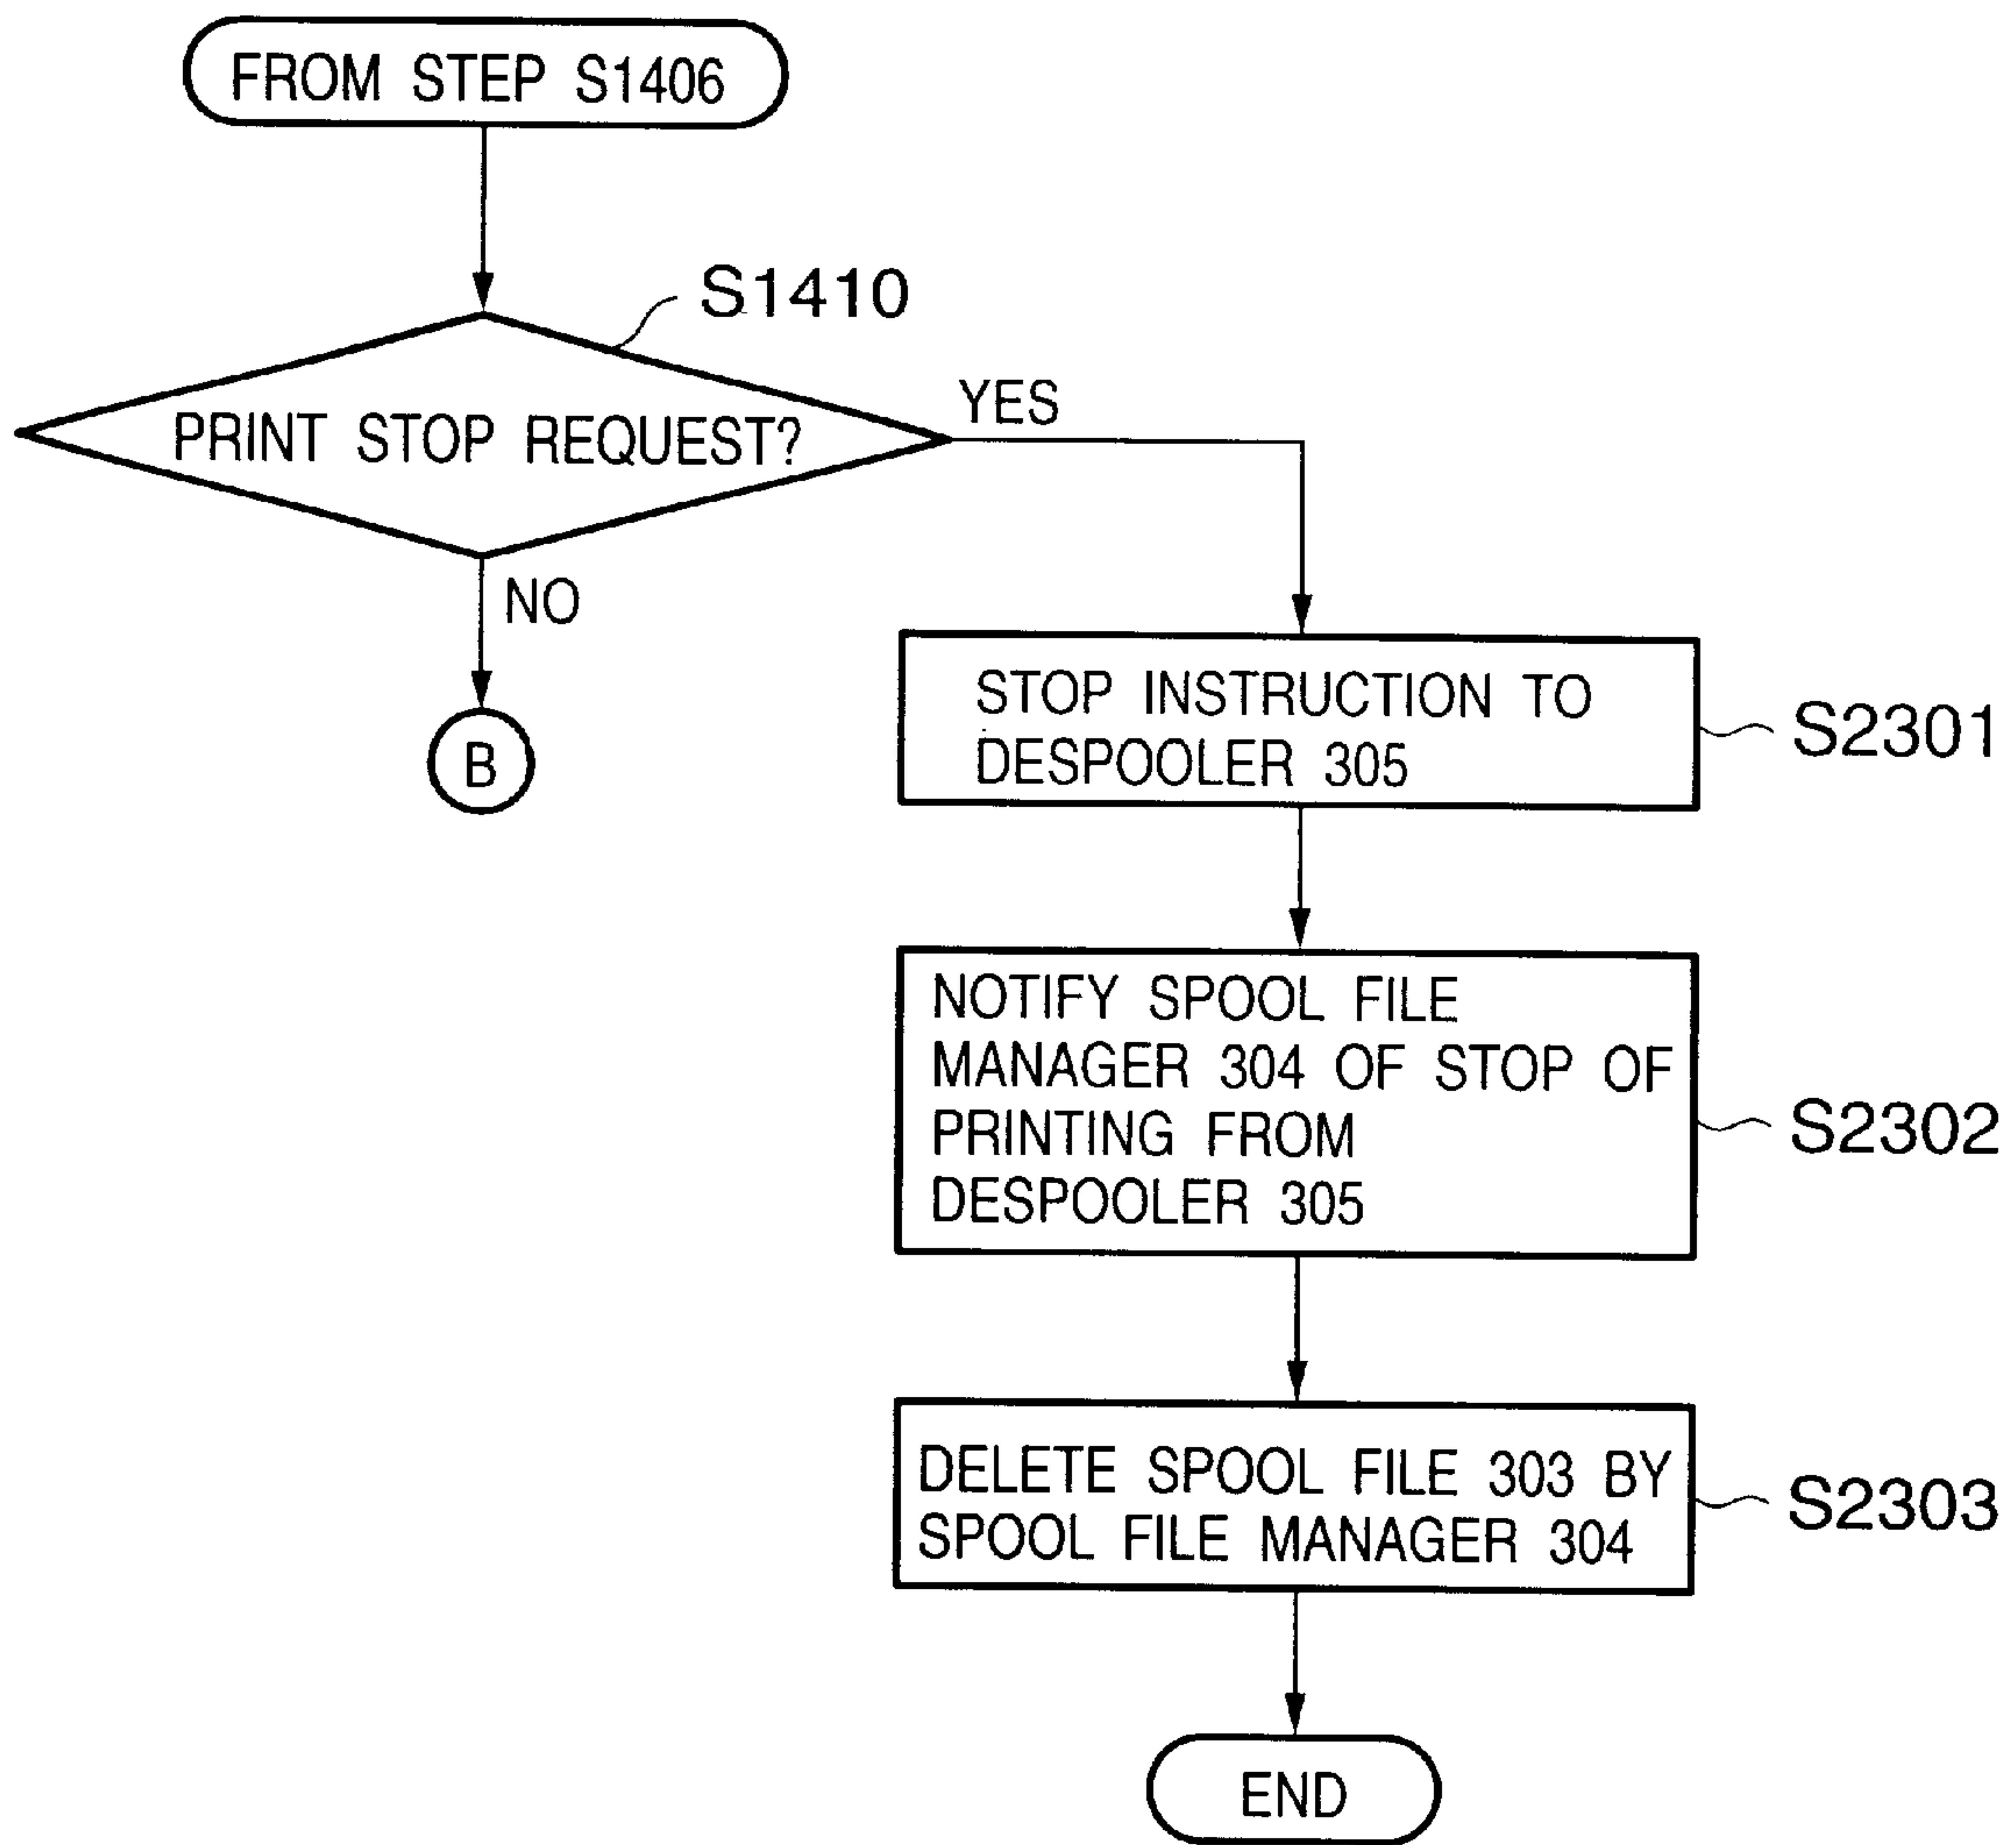 FROM STEP S1406
S1410
PRINT STOP REQUEST?
YES
NO
B
STOP INSTRUCTION TO
DESPOOLER 305
S2301
NOTIFY SPOOL FILE
MANAGER 304 OF STOP OF
PRINTING FROM
DESPOOLER 305
S2302
DELETE SPOOL FILE 303 BY
SPOOL FILE MANAGER 304
S2303
END